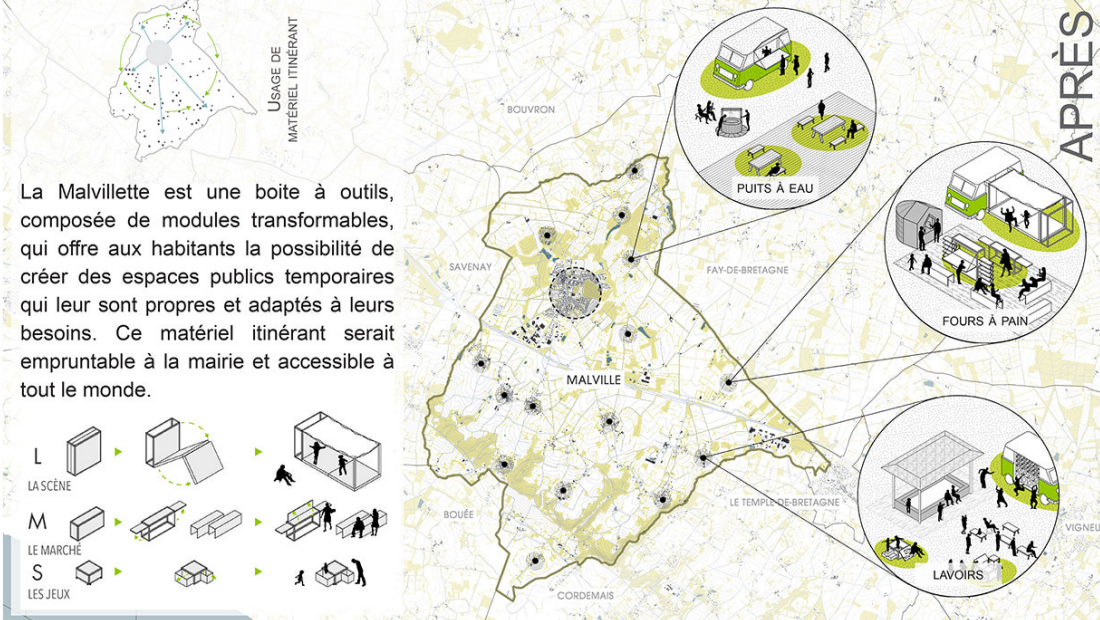 USAGE DE
MATÉRIEL ITINÉRANT
La Malvillette est une boite à outils,
composée de modules transformables,
qui offre aux habitants la possibilité de
créer des espaces publics temporaires
qui leur sont propres et adaptés à leurs
besoins. Ce matériel itinérant serait
empruntable à la mairie et accessible à
tout le monde.
L
LA SCÈNE
M
LE MARCHÉ
S
LES JEUX
BOUVRON
SAVENAY
FAY-DE-BRETAGNE
MALVILLE
BOUÉE
LE TEMPLE-DE-BRETAGNE
CORDEMAIS
VIGNEU
PUITS À EAU
FOURS À PAIN
LAVOIRS
APRÈS